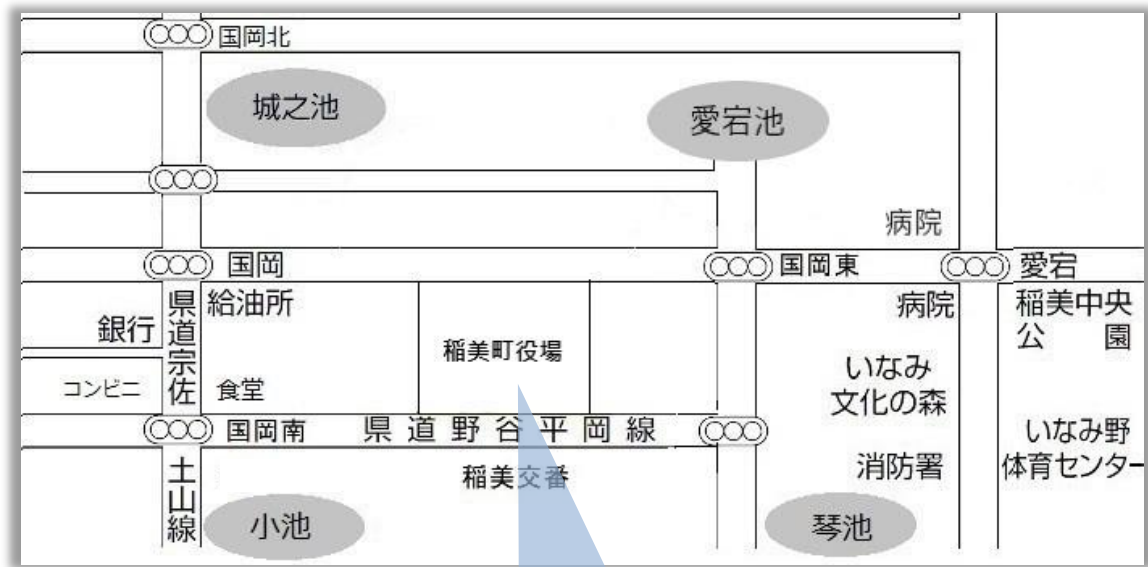 国岡北
城之池
愛宕池
病院
国岡
国岡東
愛宕
県道宗佐
給油所
銀行
稲美町役場
病院
稲美中央
公園
コンビニ
食堂
いなみ
文化の森
国岡南
県道野谷平岡線
いなみ野
体育センター
土山線
稲美交番
消防署
小池
琴池